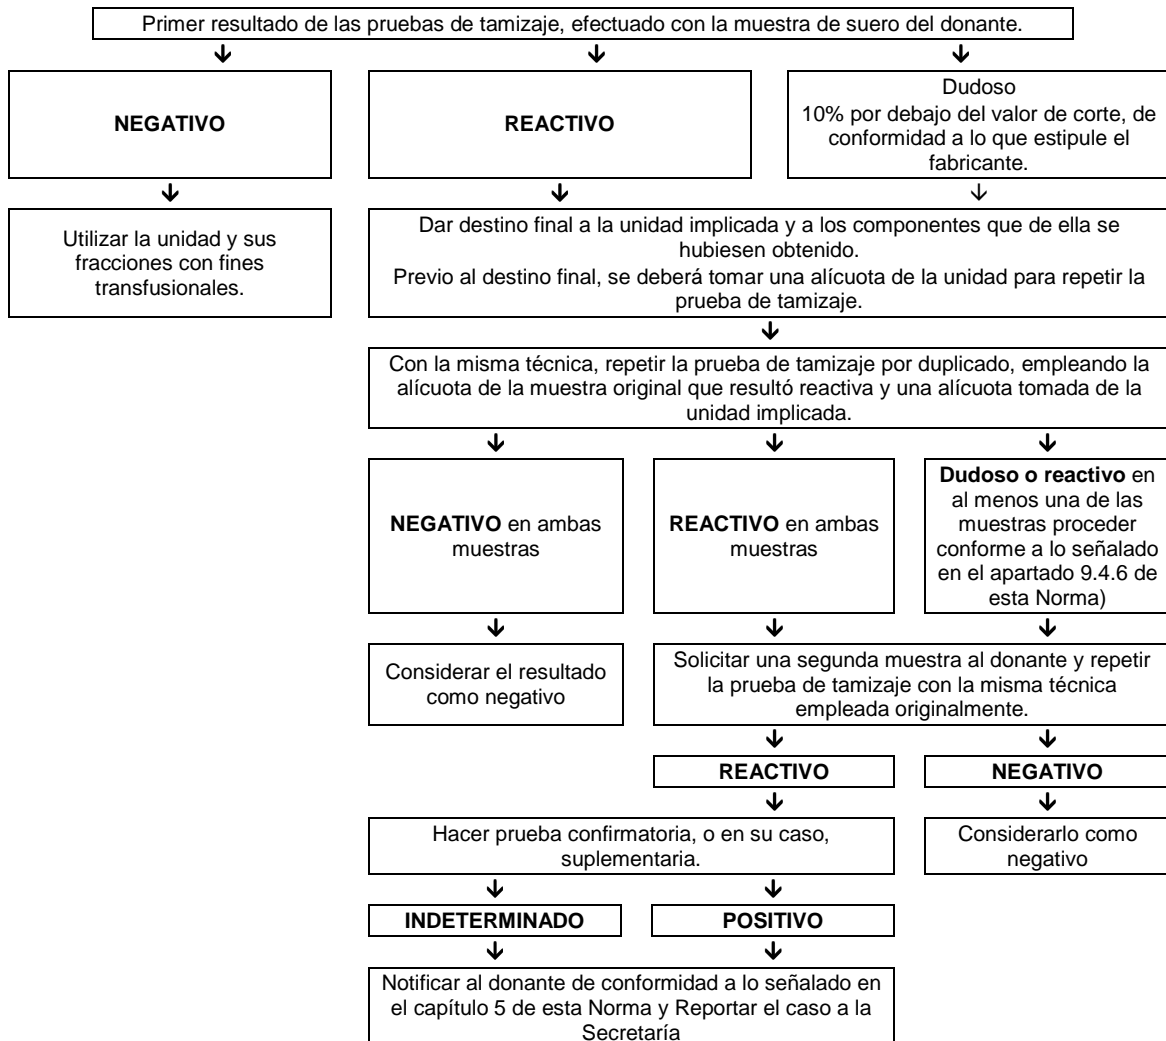 Primer resultado de las pruebas de tamizaje, efectuado con la muestra de suero del donante.
NEGATIVO
REACTIVO
Dudoso
10% por debajo del valor de corte, de
conformidad a lo que estipule el
fabricante.
Utilizar la unidad y sus
fracciones con fines
transfusionales.
Dar destino final a la unidad implicada y a los componentes que de ella se
hubiesen obtenido.
Previo al destino final, se deberá tomar una alícuota de la unidad para repetir la
prueba de tamizaje.
Con la misma técnica, repetir la prueba de tamizaje por duplicado, empleando la
alícuota de la muestra original que resultó reactiva y una alícuota tomada de la
unidad implicada.
NEGATIVO en ambas
muestras
REACTIVO en ambas
muestras
Dudoso o reactivo en
al menos una de las
muestras proceder
conforme a lo señalado
en el apartado 9.4.6 de
esta Norma)
Considerar el resultado
como negativo
Solicitar una segunda muestra al donante y repetir
la prueba de tamizaje con la misma técnica
empleada originalmente.
REACTIVO
NEGATIVO
Hacer prueba confirmatoria, o en su caso,
suplementaria.
Considerarlo como
negativo
INDETERMINADO
POSITIVO
Notificar al donante de conformidad a lo señalado en
el capítulo 5 de esta Norma y Reportar el caso a la
Secretaría